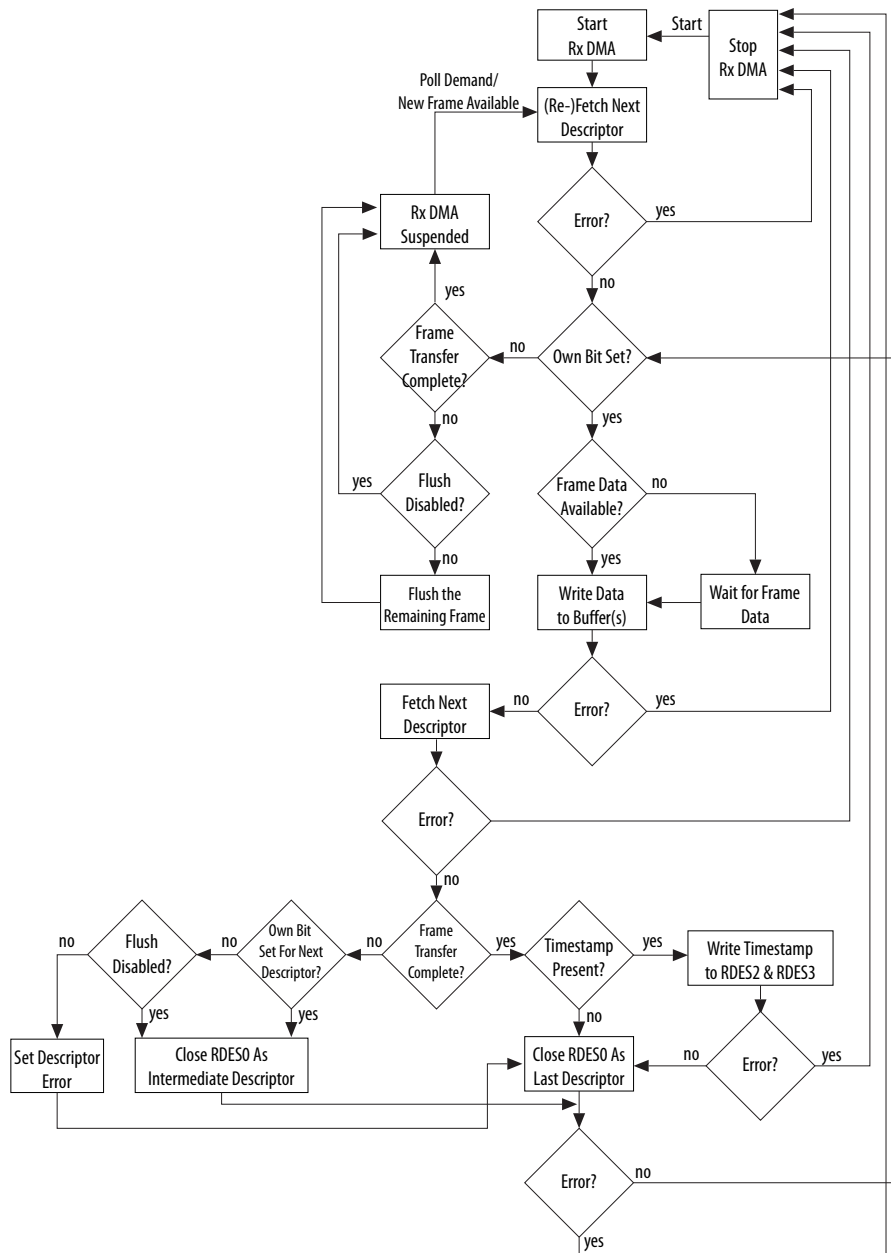 Start
Rx DMA
Start
Stop
Rx DMA
Poll Demand/
New Frame Available
(Re-)Fetch Next
Descriptor
Rx DMA
Suspended
Error?
yes
no
yes
Frame
Transfer
Complete?
no
Own Bit Set?
no
yes
yes
Flush
Disabled?
Frame Data
Available?
no
no
yes
Flush the
Remaining Frame
Write Data
to Buffer(s)
Wait for Frame
Data
Fetch Next
Descriptor
no
Error?
yes
Error?
no
no
Flush
Disabled?
no
Own Bit
Set For Next
Descriptor?
no
Frame
Transfer
Complete?
yes
Timestamp
Present?
yes
Write Timestamp
to RDES2 & RDES3
yes
yes
no
Set Descriptor
Error
Close RDES0 As
Intermediate Descriptor
Close RDES0 As
Last Descriptor
no
Error?
yes
Error?
no
yes